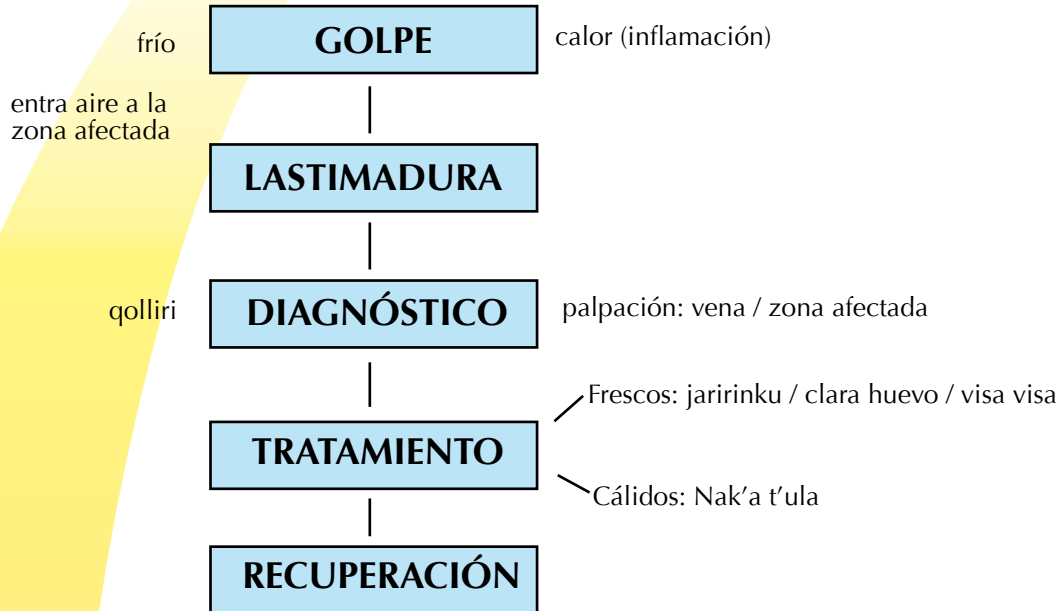 frío
GOLPE
calor (inflamación)
entra aire a la
zona afectada
LASTIMADURA
qolliri
DIAGNÓSTICO
palpación: vena / zona afectada
Frescos: jaririnku / clara huevo / visa visa
TRATAMIENTO
Cálidos: Nak’a t’ula
RECUPERACIÓN